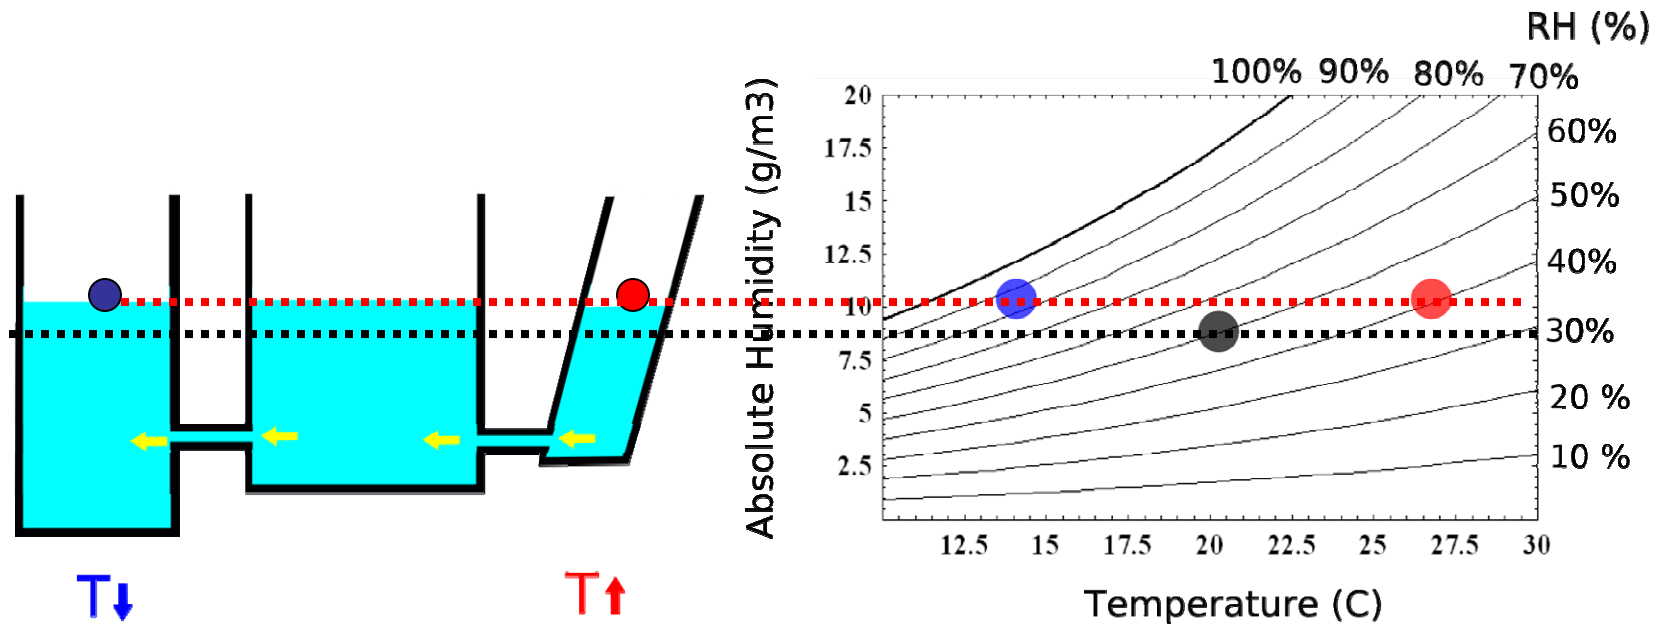 RH (%)
100% 90% 80% 70%
60%
50%
40%
30%
20 %
10 %
Absolute Humidity (g/m3)
20
17.5
15
12.5
10
7.5
5
2.5
12.5 15 17.5 20 22.5 25 27.5 30
Temperature (C)
T
T